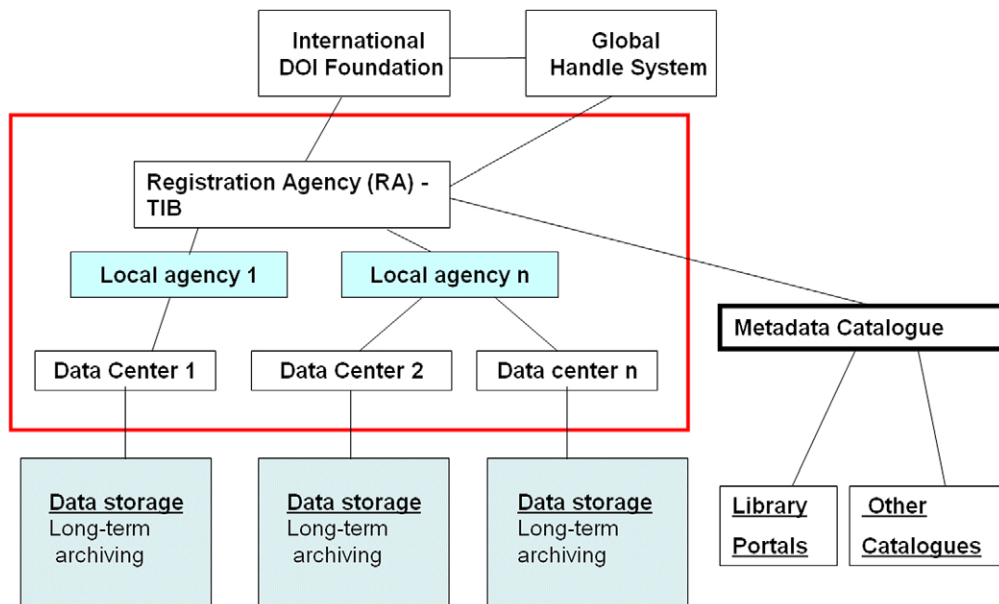 International
DOI Foundation
Global
Handle System
Registration Agency (RA) -
TIB
Local agency 1
Local agency n
Metadata Catalogue
Data Center 1
Data Center 2
Data center n
Data storage
Long-term
archiving
Data storage
Long-term
archiving
Data storage
Long-term
archiving
Library
Portals
Other
Catalogues